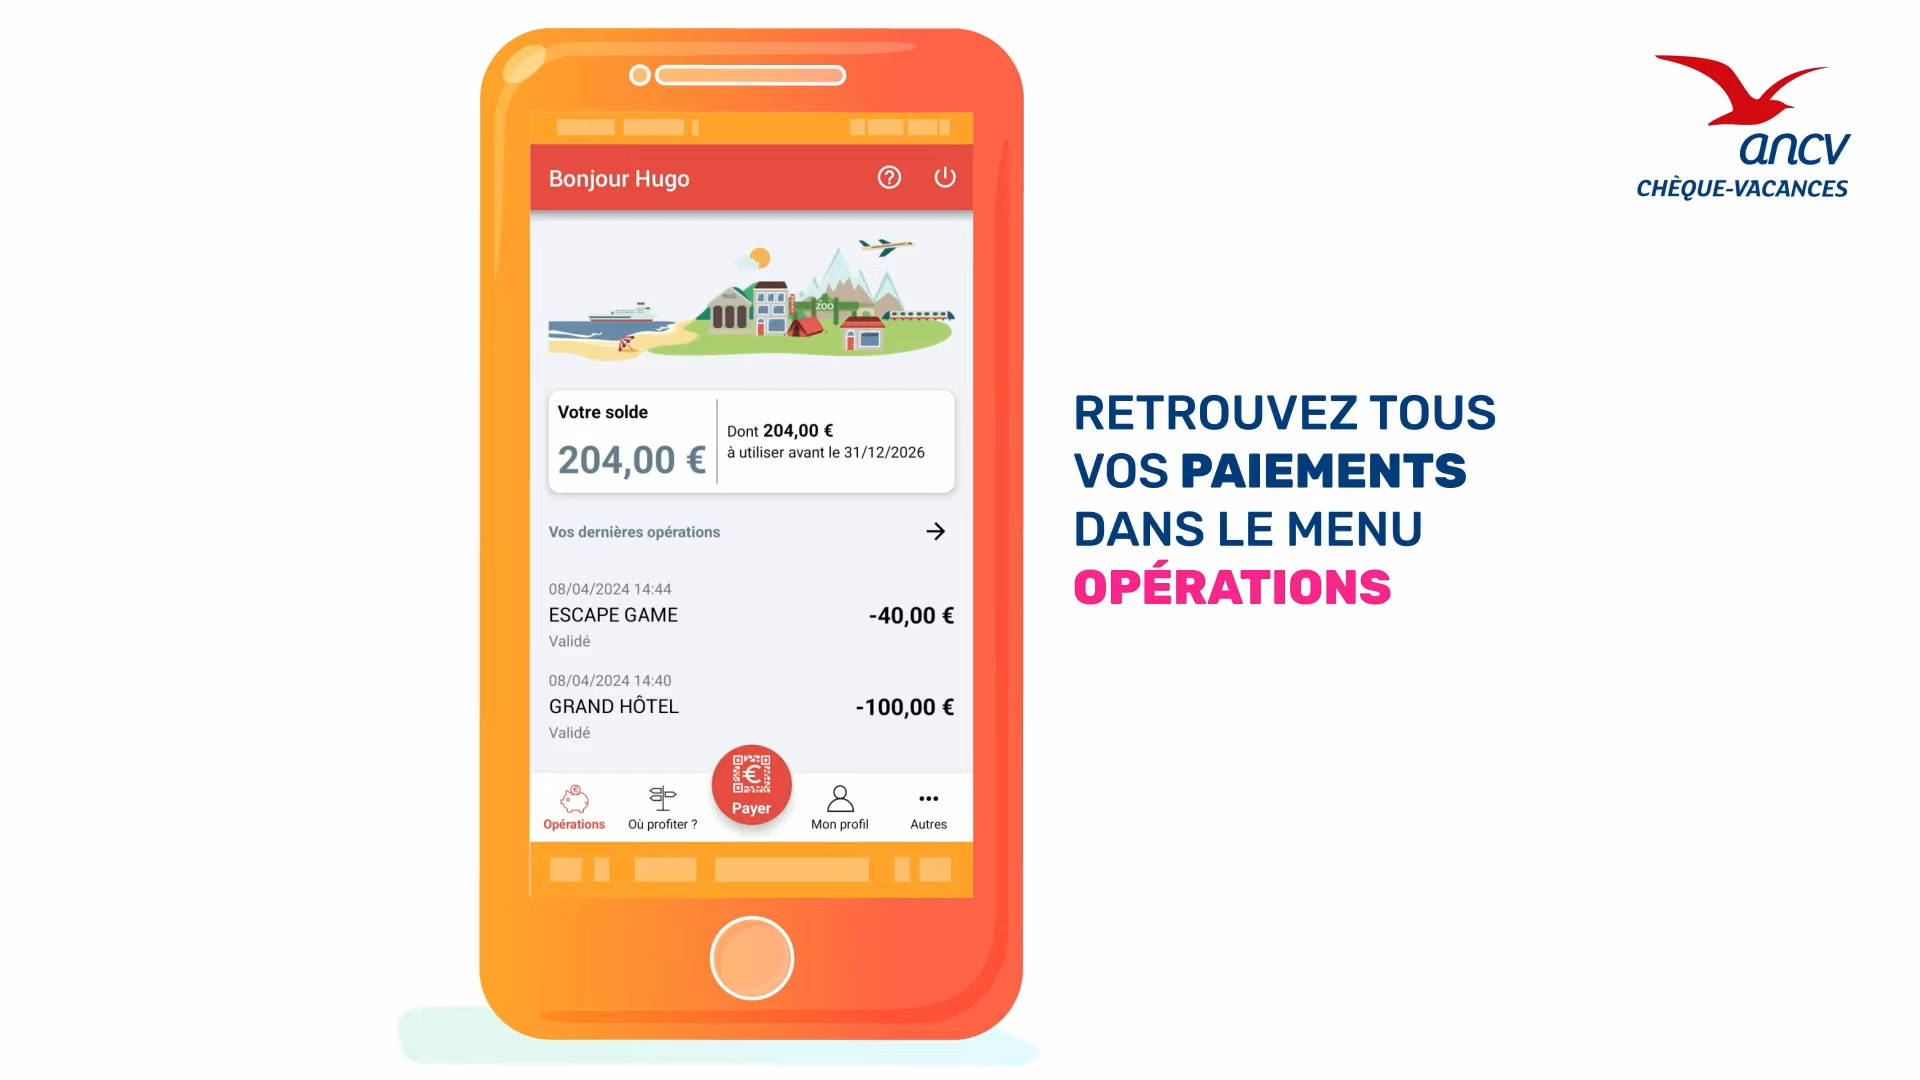 Bonjour Hugo
MUSÉE
ZOO
Votre solde
204,00 €
Dont 204,00 €
à utiliser avant le 31/12/2026
Vos dernières opérations
08/04/2024 14:44
ESCAPE GAME
-40,00 €
Validé
08/04/2024 14:40
GRAND HÔTEL
-100,00 €
Validé
Opérations
Où profiter ?
€
Payer
Mon profil
Autres
RETROUVEZ TOUS
VOS PAIEMENTS
DANS LE MENU
OPÉRATIONS
ancv
CHÈQUE-VACANCES